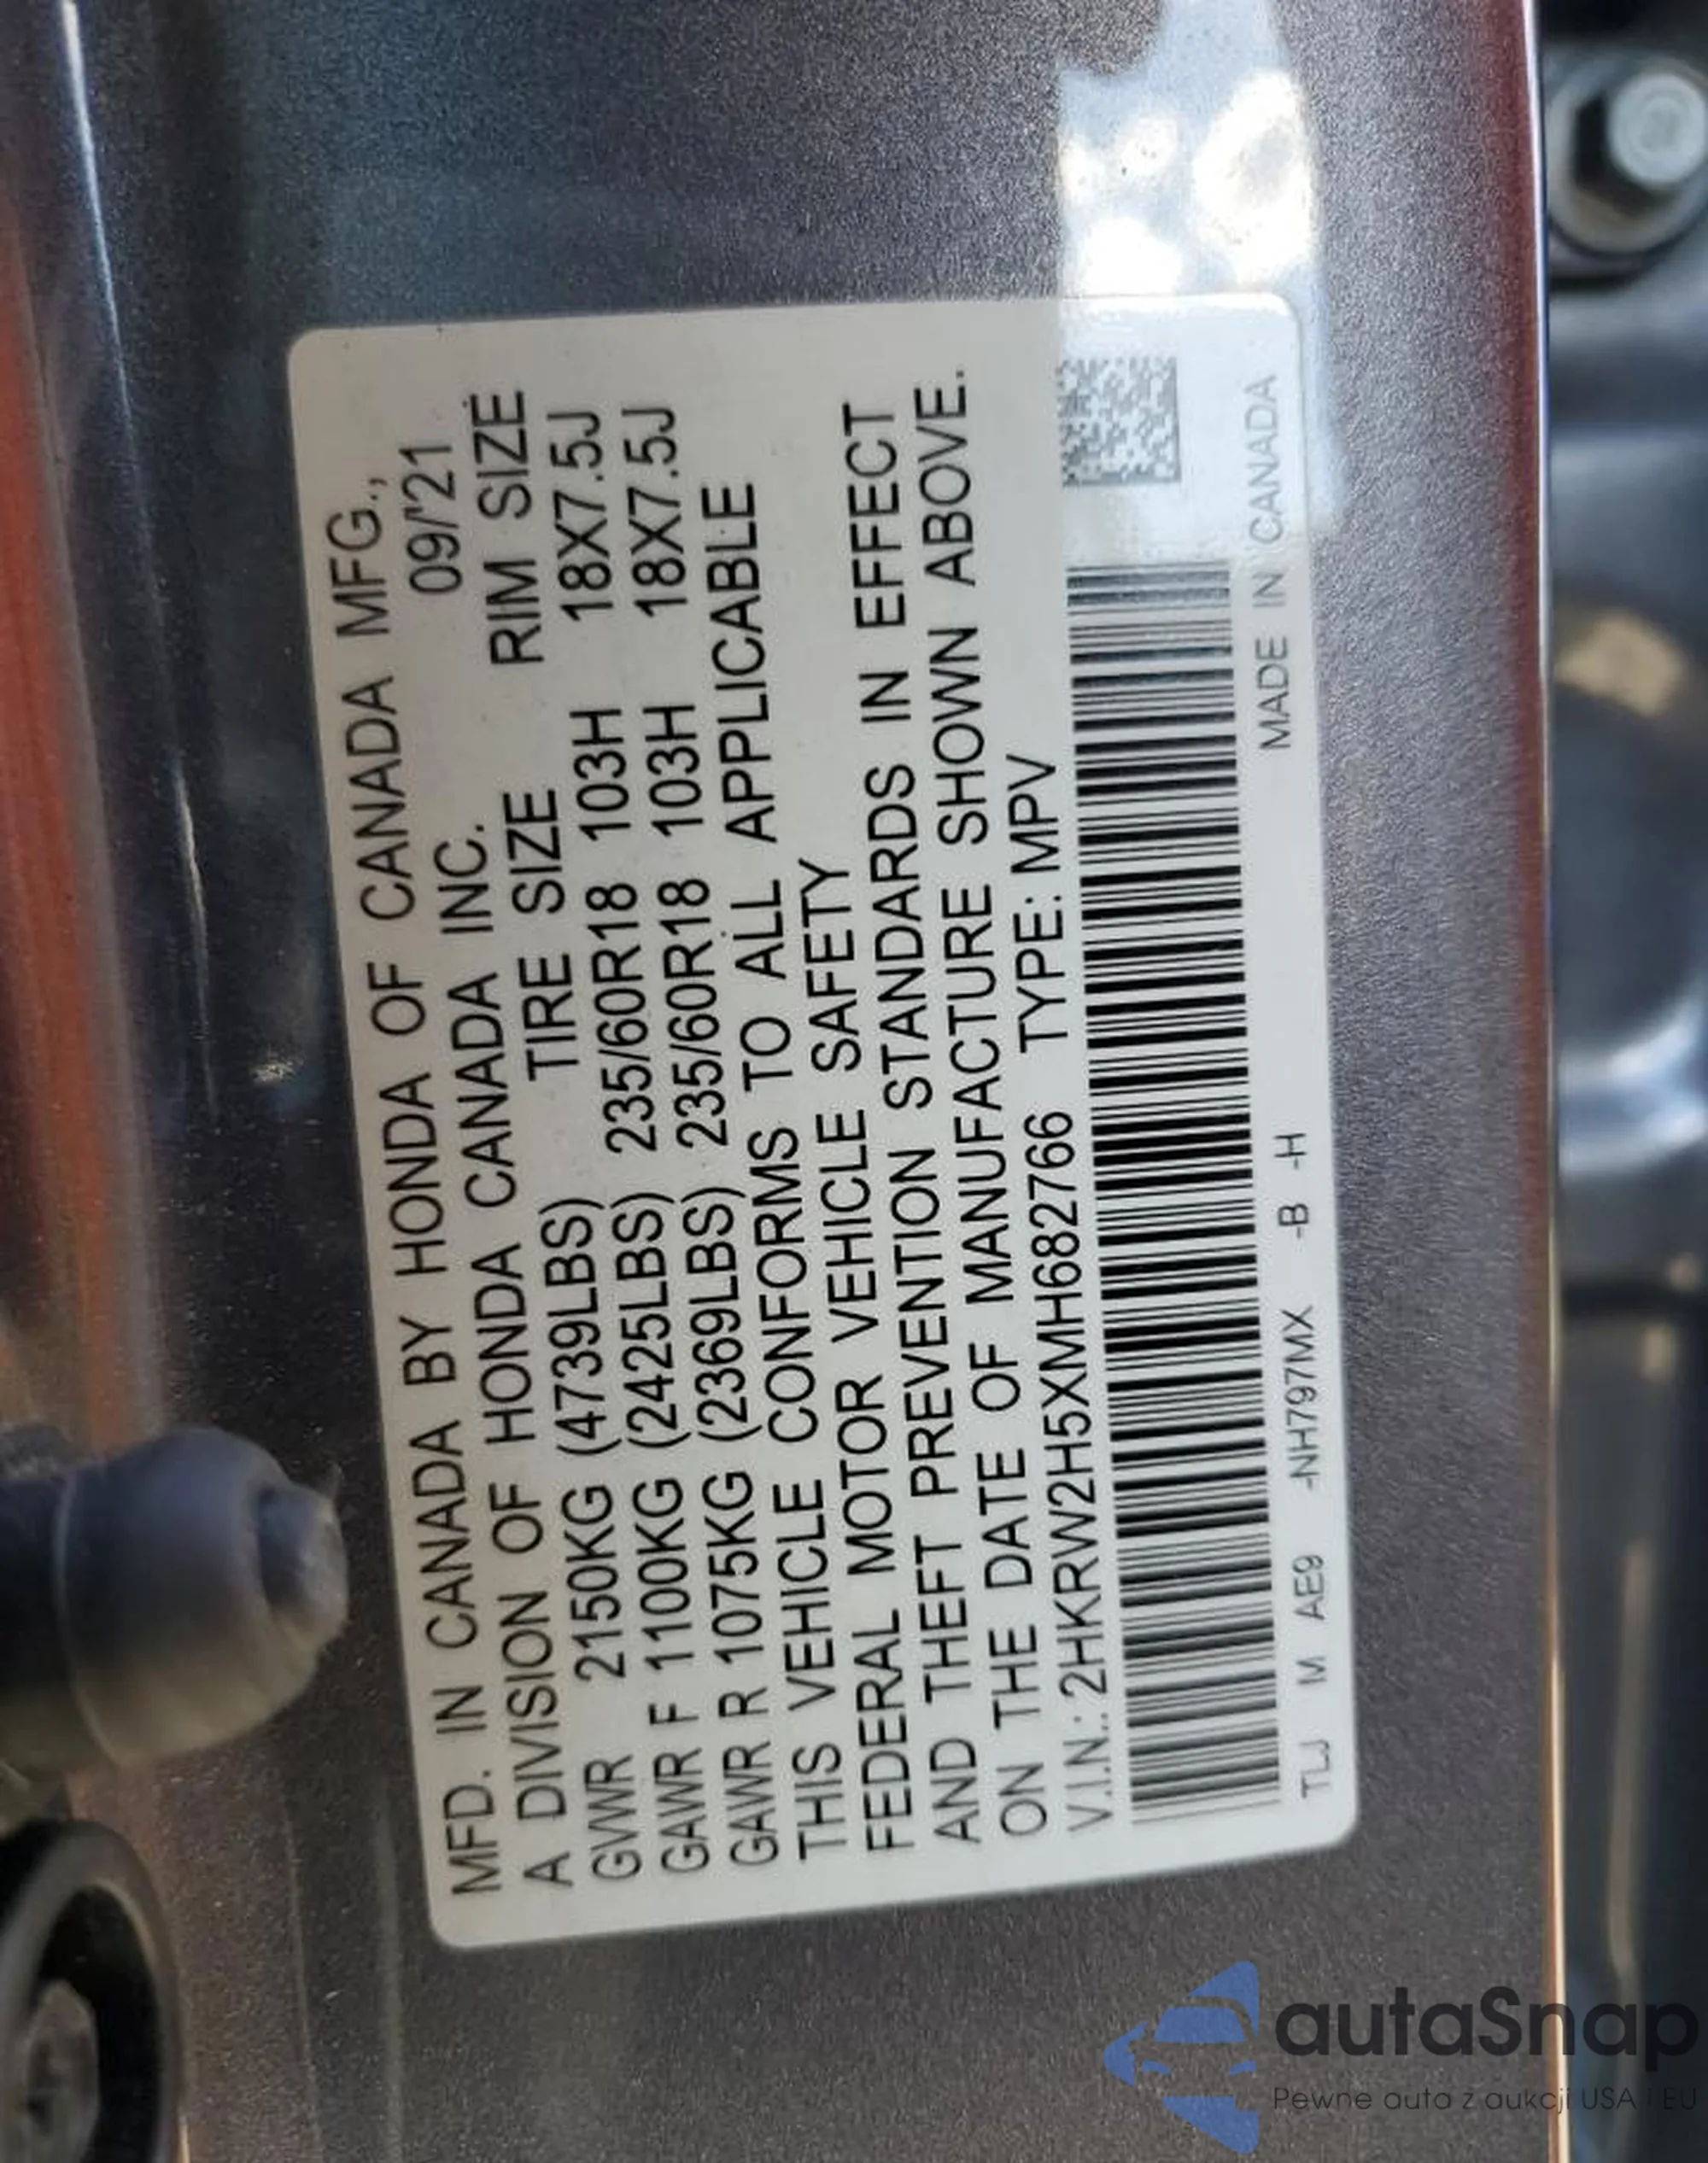 MFD. IN CANADA BY HONDA OF CANADA MFG.,
A DIVISION OF HONDA CANADA INC. 09/'21
TIRE SIZE RIM SIZE
GVWR 2150KG (4739LBS) 235/60R18 103H 18X7.5J
GAWR F 1100KG (2425LBS) 235/60R18 103H 18X7.5J
GAWR R 1075KG (2369LBS)
THIS VEHICLE CONFORMS TO ALL APPLICABLE
FEDERAL MOTOR VEHICLE SAFETY
AND THEFT PREVENTION STANDARDS IN EFFECT
ON THE DATE OF MANUFACTURE SHOWN ABOVE.
V.I.N.: 2HKRW2H5XMH682766 TYPE: MPV
TLJ M AE9 -NH797MX -B -H MADE IN CANADA
autaSnap
Pewne auta z aukcji USA i EU